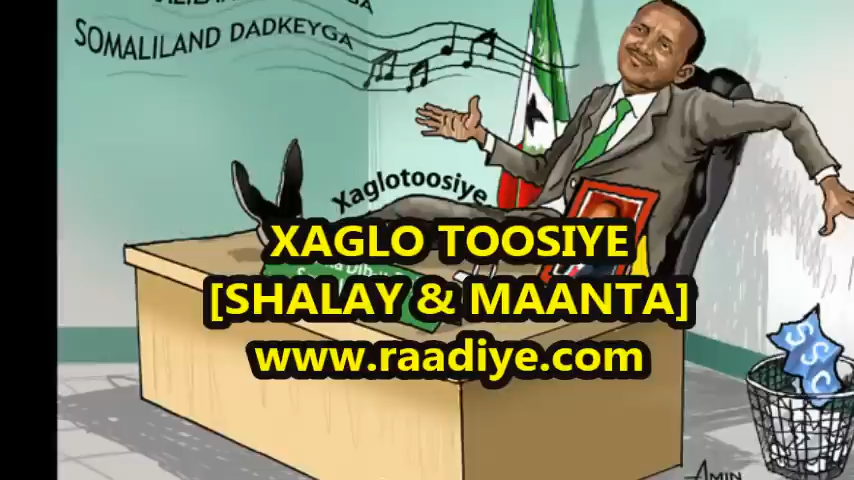 SOMALILAND DADKEYGA
Xaglotoosiye
XAGLO TOOSIYE
[SHALAY & MAANTA]
www.raadiye.com
SSC
AMIN